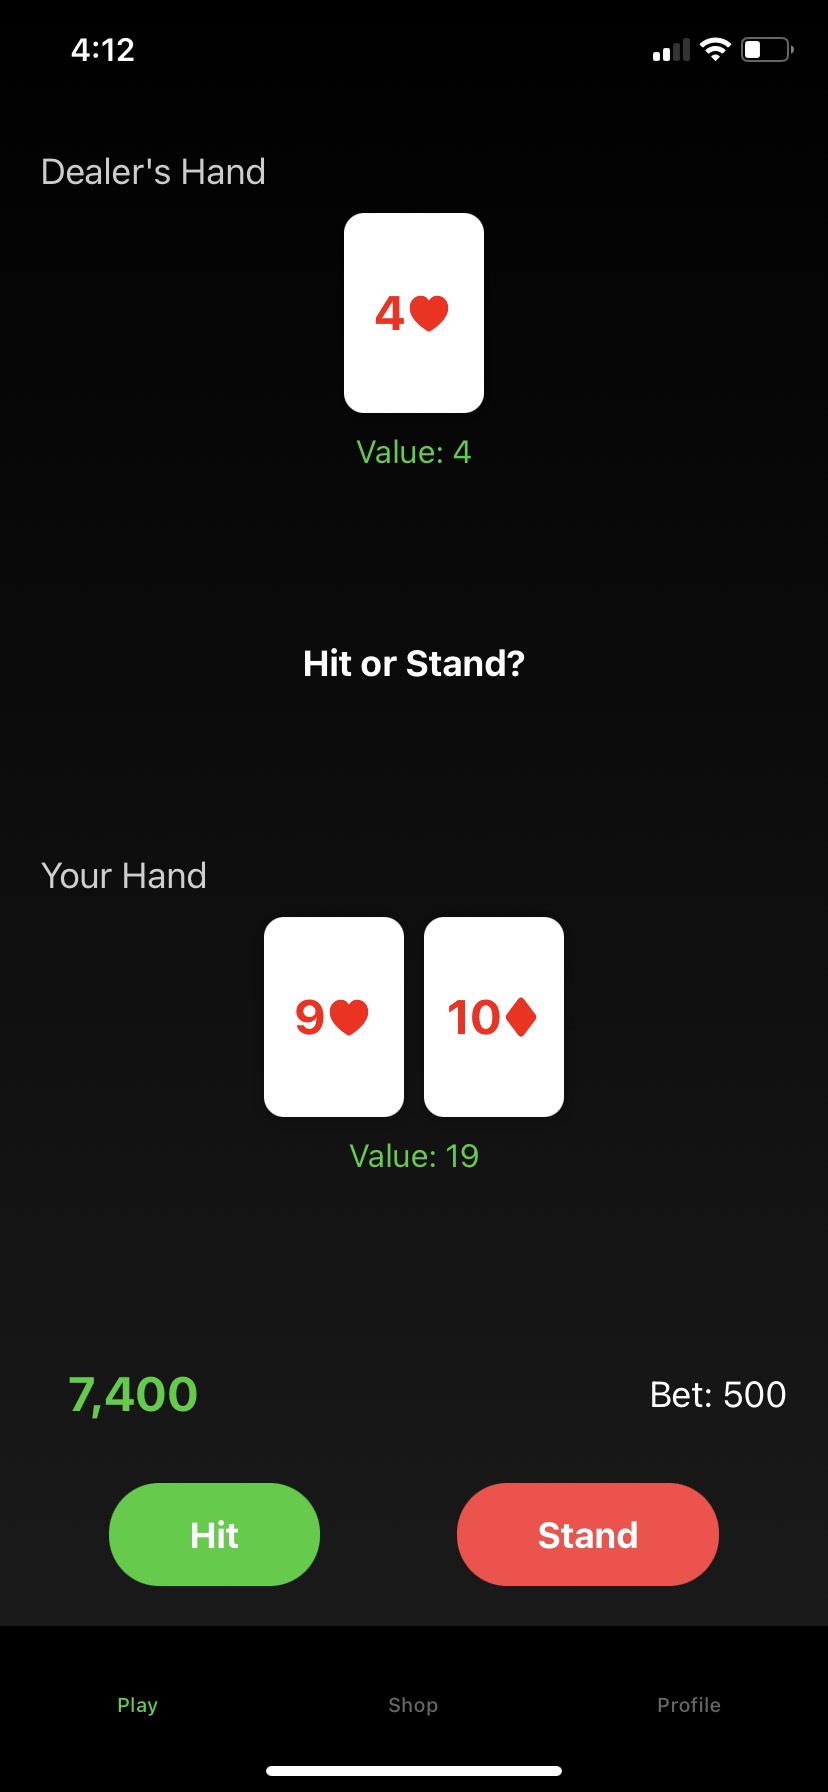 4:12
Dealer's Hand
4♥
Value: 4
Hit or Stand?
Your Hand
9♥ 10♦
Value: 19
7,400 Bet: 500
Hit Stand
Play Shop Profile